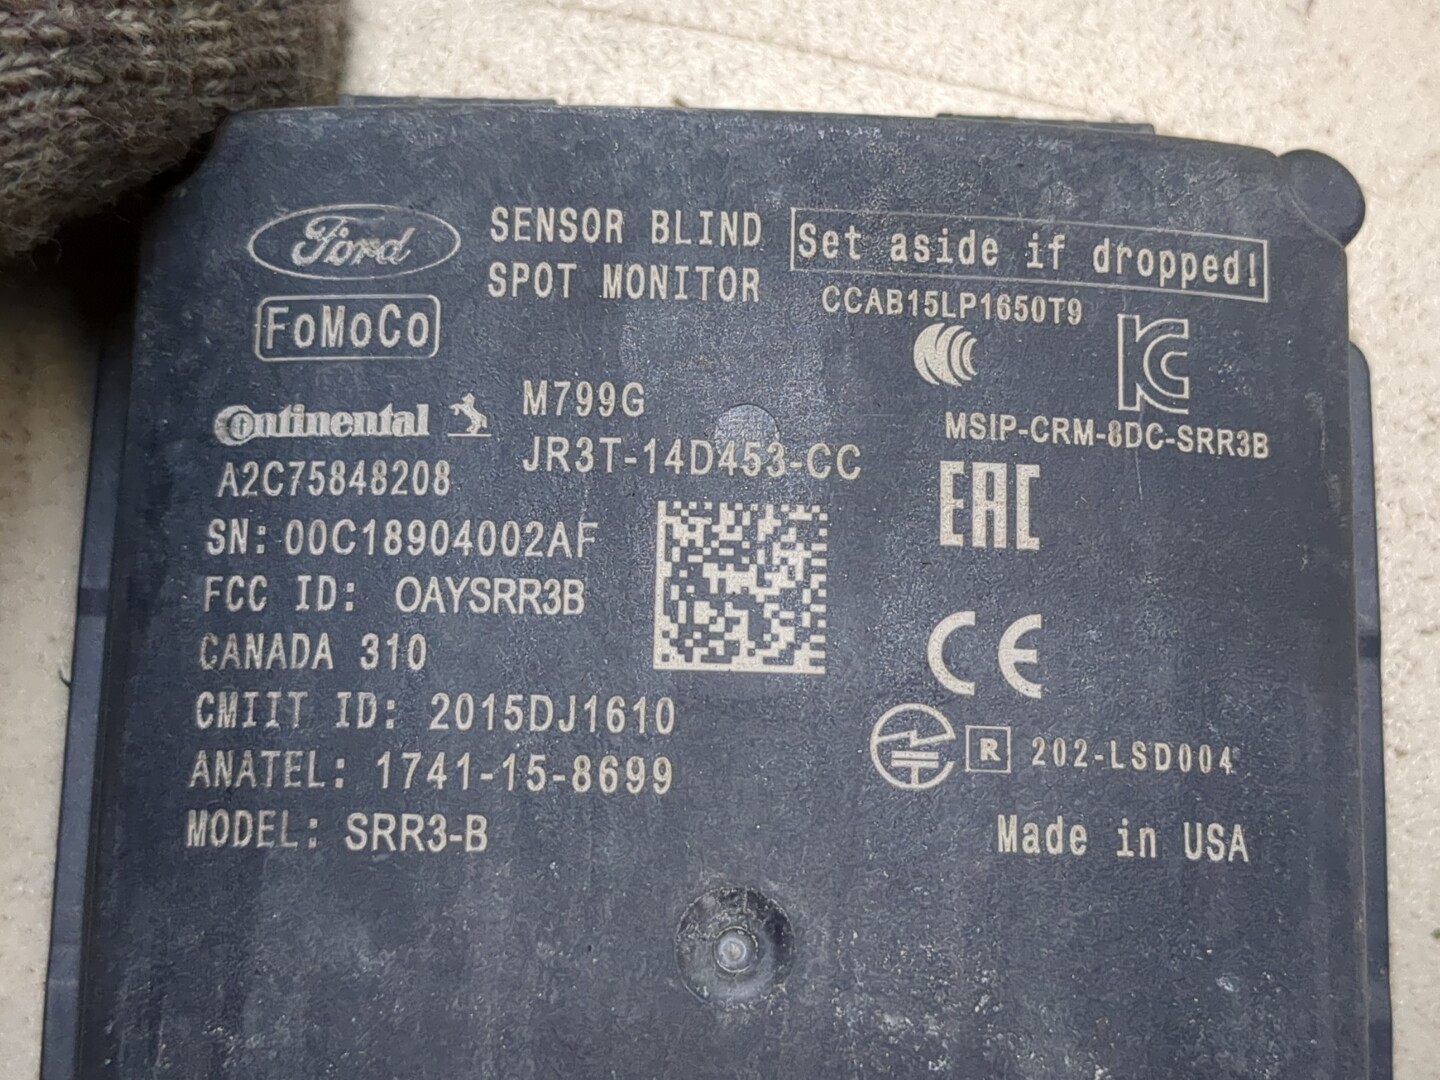 Ford
SENSOR BLIND
SPOT MONITOR
Set aside if dropped!
FoMoCo
CCAB15LP1650T9
Continental
M799G
JR3T-14D453-CC
MSIP-CRM-8DC-SRR3B
A2C75848208
EAC
SN: 00C18904002AF
FCC ID: OAYSRR3B
CANADA 310
CE
CMIIT ID: 2015DJ1610
R 202-LSD004
ANATEL: 1741-15-8699
MODEL: SRR3-B
Made in USA